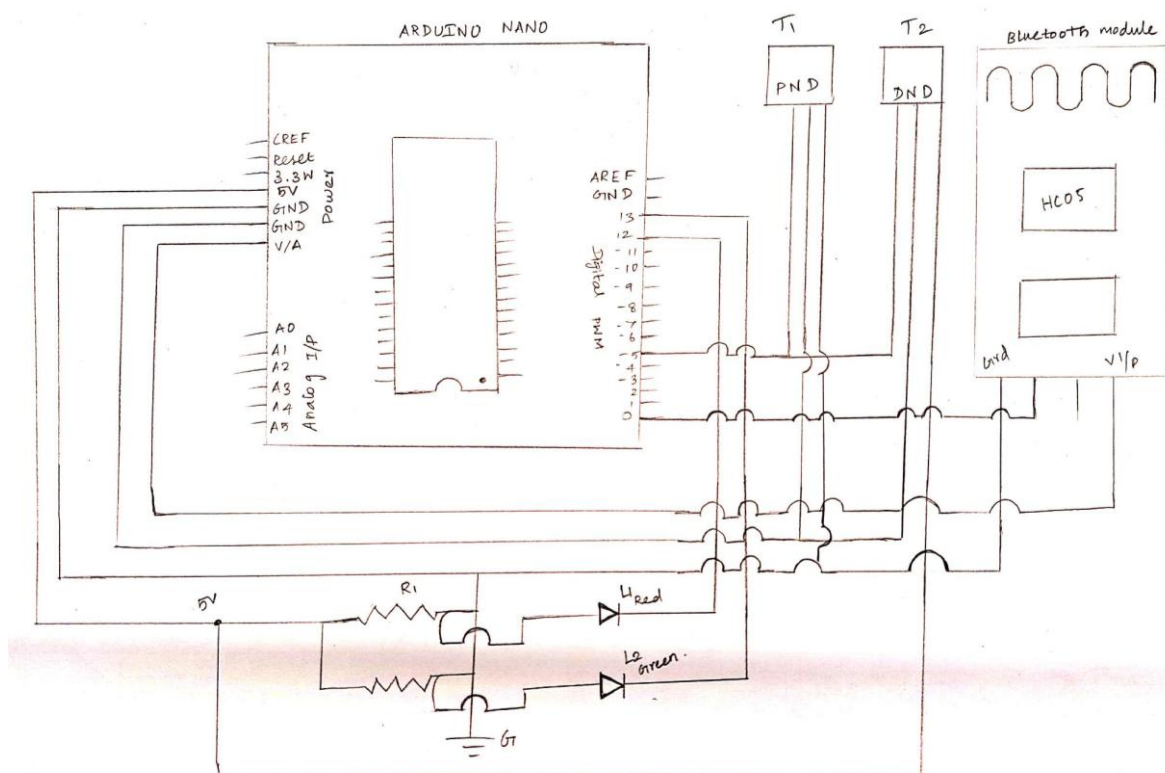 ARDUINO NANO
T1
T2
Bluetooth module
PND
DND
HC05
Grd
VI/P
CREF
Reset
3.3W
5V
GND
GND
V/A
Power
A0
A1
A2
A3
A4
A5
Analog I/P
AREF
GND
13
12
-11
-10
-9
-8
-7
-6
-5
-4
-3
2
1
0
Digital PWM
5V
R1
L1 Red
L2 Green.
G